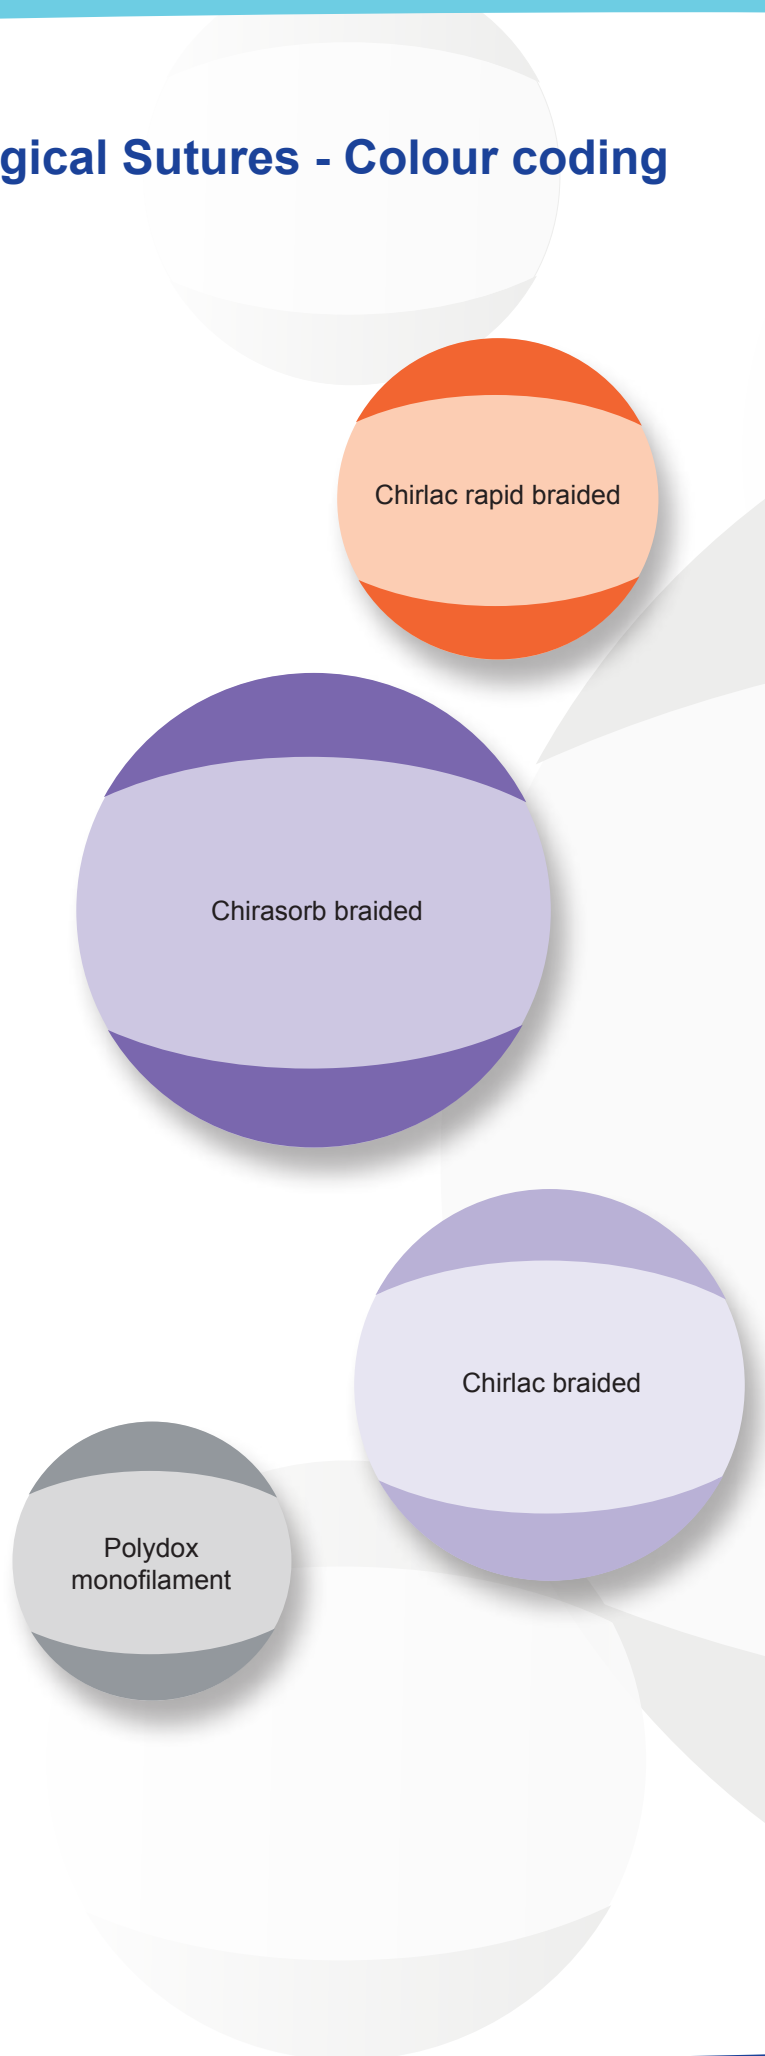 gical Sutures - Colour coding
Chirlac rapid braided
Chirasorb braided
Chirlac braided
Polydox
monofilament